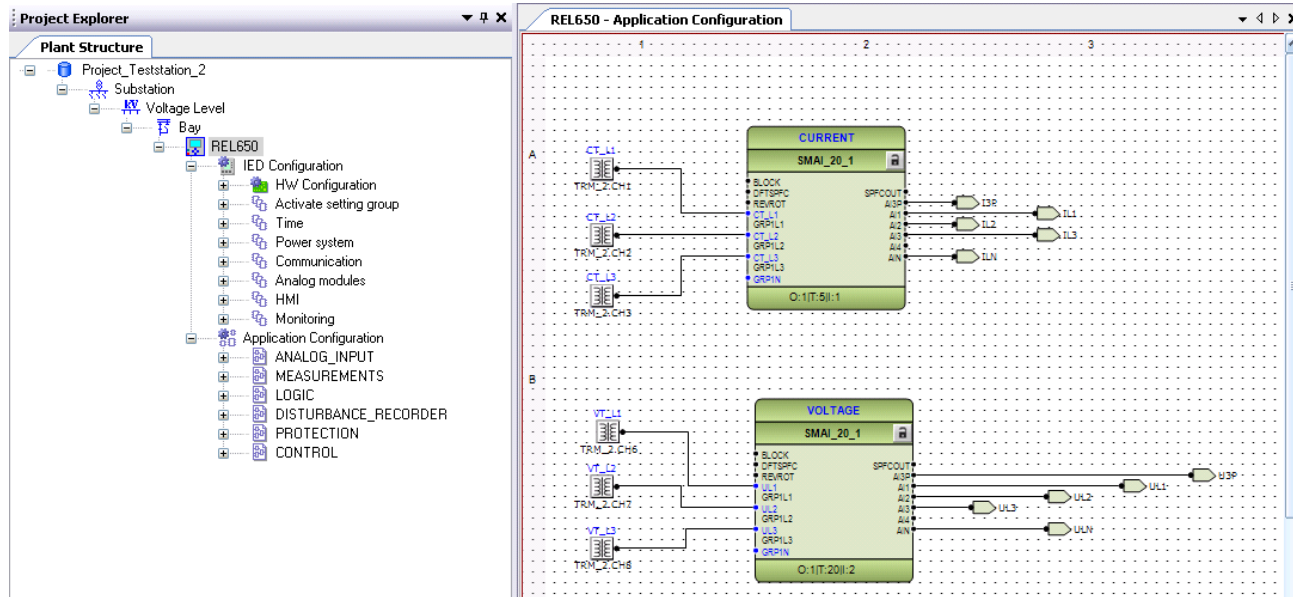 Project Explorer
Plant Structure
Project_Teststation_2
Substation
Voltage Level
Bay
REL650
IED Configuration
HW Configuration
Activate setting group
Time
Power system
Communication
Analog modules
HMI
Monitoring
Application Configuration
ANALOG_INPUT
MEASUREMENTS
LOGIC
DISTURBANCE_RECORDER
PROTECTION
CONTROL
REL650 - Application Configuration
1 2 3
A
CT_L1
TRM_2.CH1
CT_L2
TRM_2.CH2
CT_L3
TRM_2.CH3
CURRENT
SMAI_20_1
BLOCK
DFTSPFC SPFCOUT
REVROT AI3P
CT_L1 AI1
GRP1L1 AI2
CT_L2 AI3
GRP1L2 AI4
CT_L3 AIN
GRP1L3
GRP1N
O:1|T:5|I:1
I3P
IL1
IL2
IL3
ILN
B
VT_L1
TRM_2.CH6
VT_L2
TRM_2.CH7
VT_L3
TRM_2.CH8
VOLTAGE
SMAI_20_1
BLOCK
DFTSPFC SPFCOUT
REVROT AI3P
UL1 AI1
GRP1L1 AI2
UL2 AI3
GRP1L2 AI4
UL3 AIN
GRP1L3
GRP1N
O:1|T:20|I:2
U3P
UL1
UL2
UL3
ULN